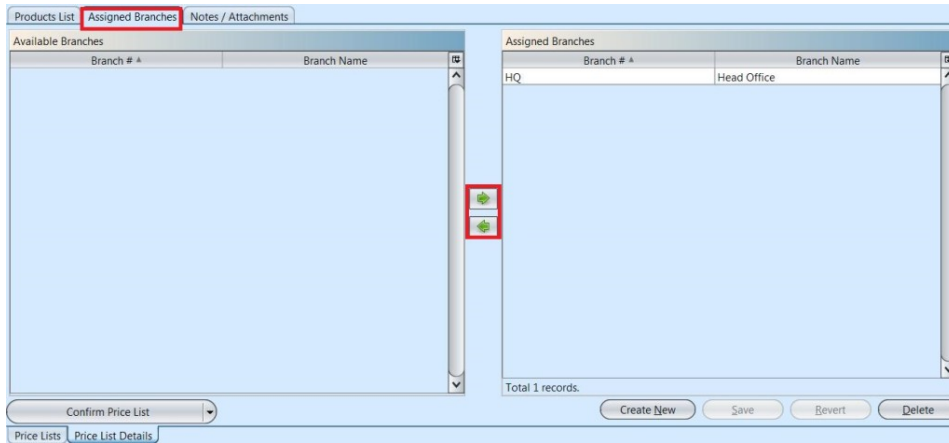 Products List Assigned Branches Notes / Attachments
Available Branches
Branch # Branch Name
Assigned Branches
Branch # Branch Name
HQ Head Office
Total 1 records.
Confirm Price List
Create New Save Revert Delete
Price Lists Price List Details